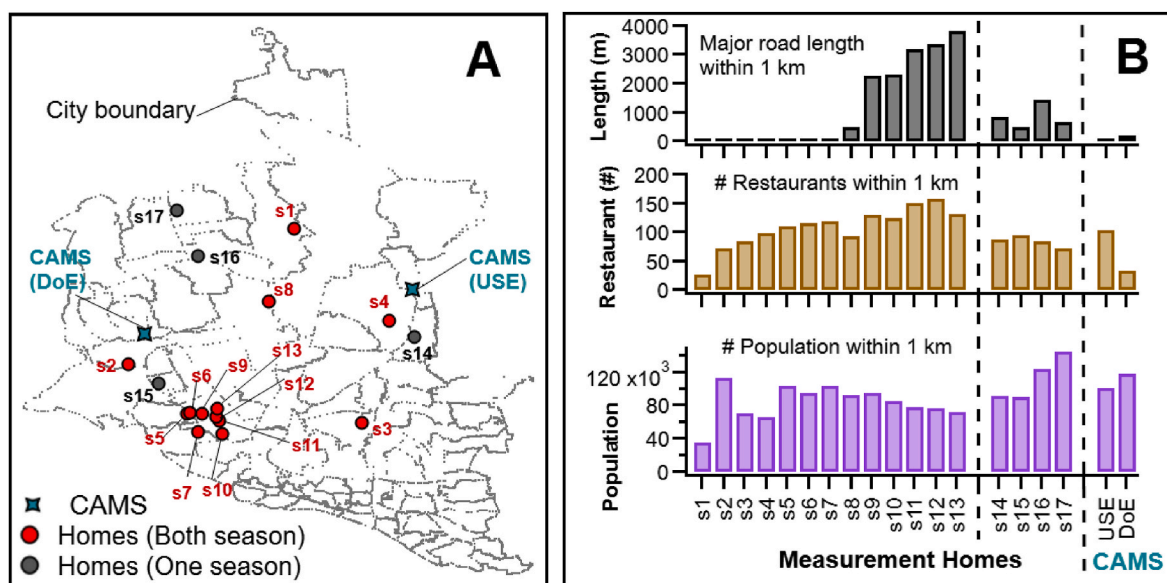 A
City boundary
s17
s1
s16
CAMS
(DoE)
CAMS
(USE)
s8
s4
s14
s2
s13
s6
s9
s12
s15
s5
s11
s3
s7
s10
CAMS
Homes (Both season)
Homes (One season)
B
Major road length
within 1 km
Length (m)
4000
3000
2000
1000
0
# Restaurants within 1 km
Restaurant (#)
200
150
100
50
0
# Population within 1 km
Population
120 x10³
80
40
0
s1 s2 s3 s4 s5 s6 s7 s8 s9 s10 s11 s12 s13 s14 s15 s16 s17 USE DoE
Measurement Homes CAMS